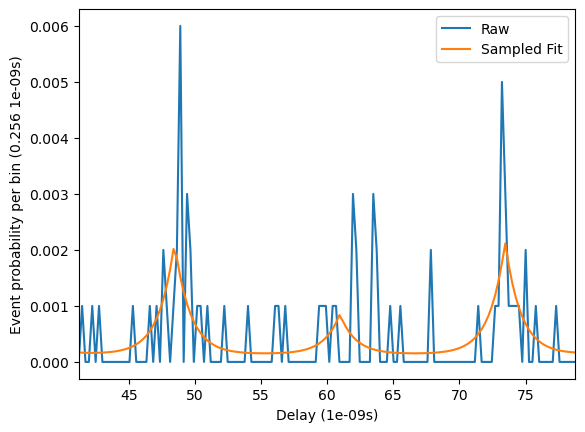 Raw
Sampled Fit
Event probability per bin (0.256 1e-09s)
0.006
0.005
0.004
0.003
0.002
0.001
0.000
45 50 55 60 65 70 75
Delay (1e-09s)